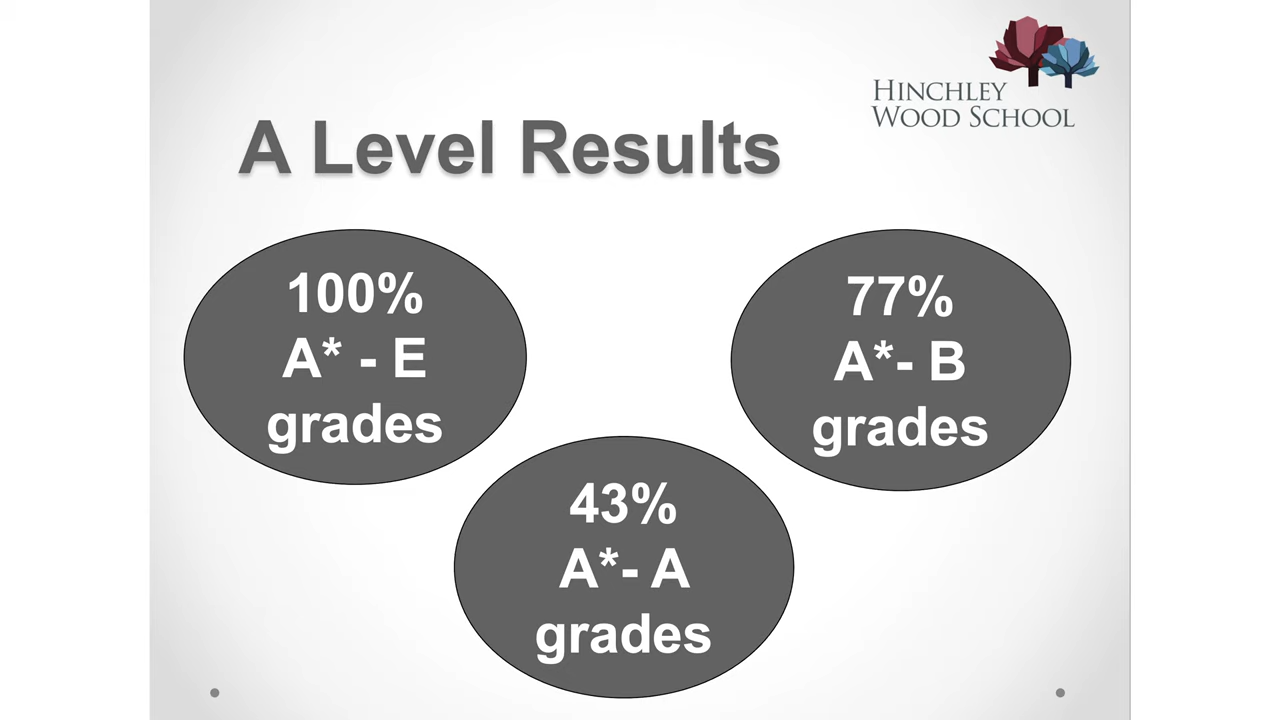 HINCHLEY
WOOD SCHOOL
A Level Results
100%
A* - E
grades
77%
A*- B
grades
43%
A*- A
grades